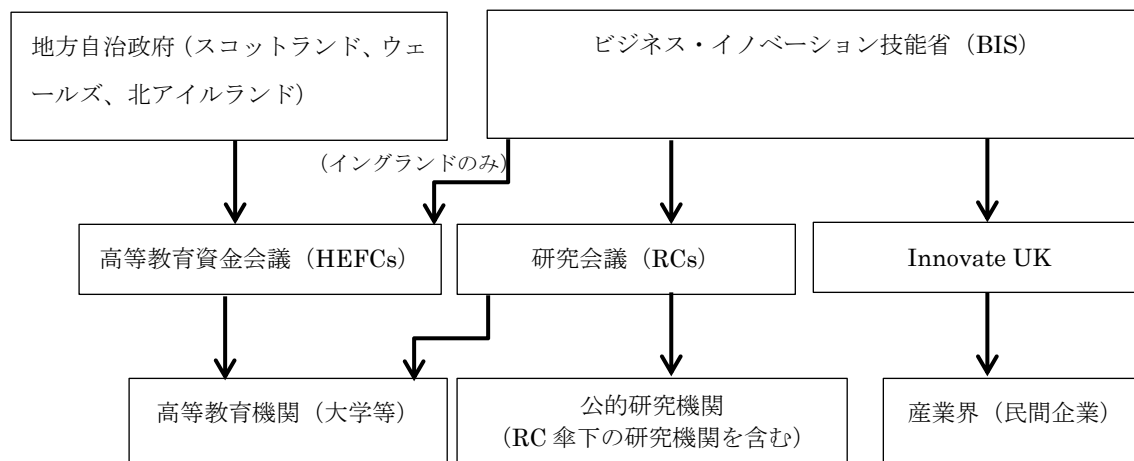 地方自治政府（スコットランド、ウェ
ールズ、北アイルランド）
ビジネス・イノベーション技能省（BIS）
（イングランドのみ）
高等教育資金会議（HEFCs）
研究会議（RCs）
Innovate UK
高等教育機関（大学等）
公的研究機関
（RC 傘下の研究機関を含む）
産業界（民間企業）